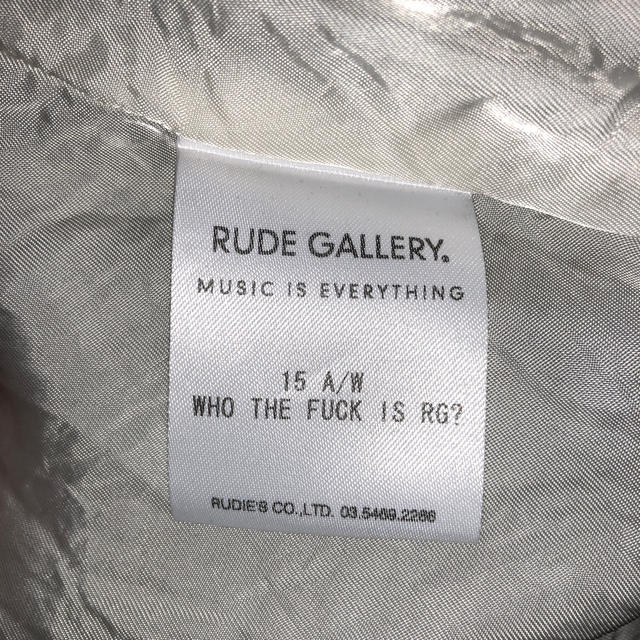 RUDE GALLERY.
MUSIC IS EVERYTHING
15 A/W
WHO THE FUCK IS RG?
RUDIE'S CO.,LTD. 03.5469.2286